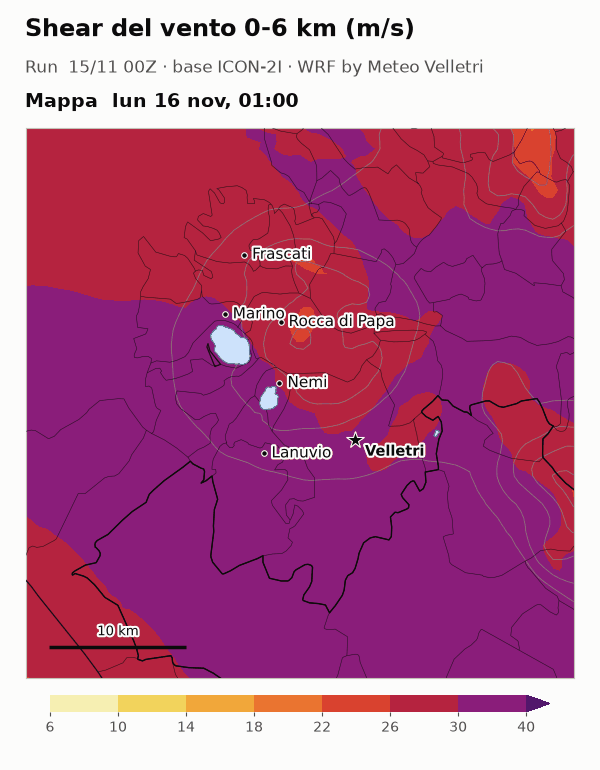 Shear del vento 0-6 km (m/s)
Run  15/11 00Z · base ICON-2I · WRF by Meteo Velletri
Mappa  lun 16 nov, 01:00
Frascati
Marino
Rocca di Papa
Nemi
Velletri
Lanuvio
10 km
6 10 14 18 22 26 30 40